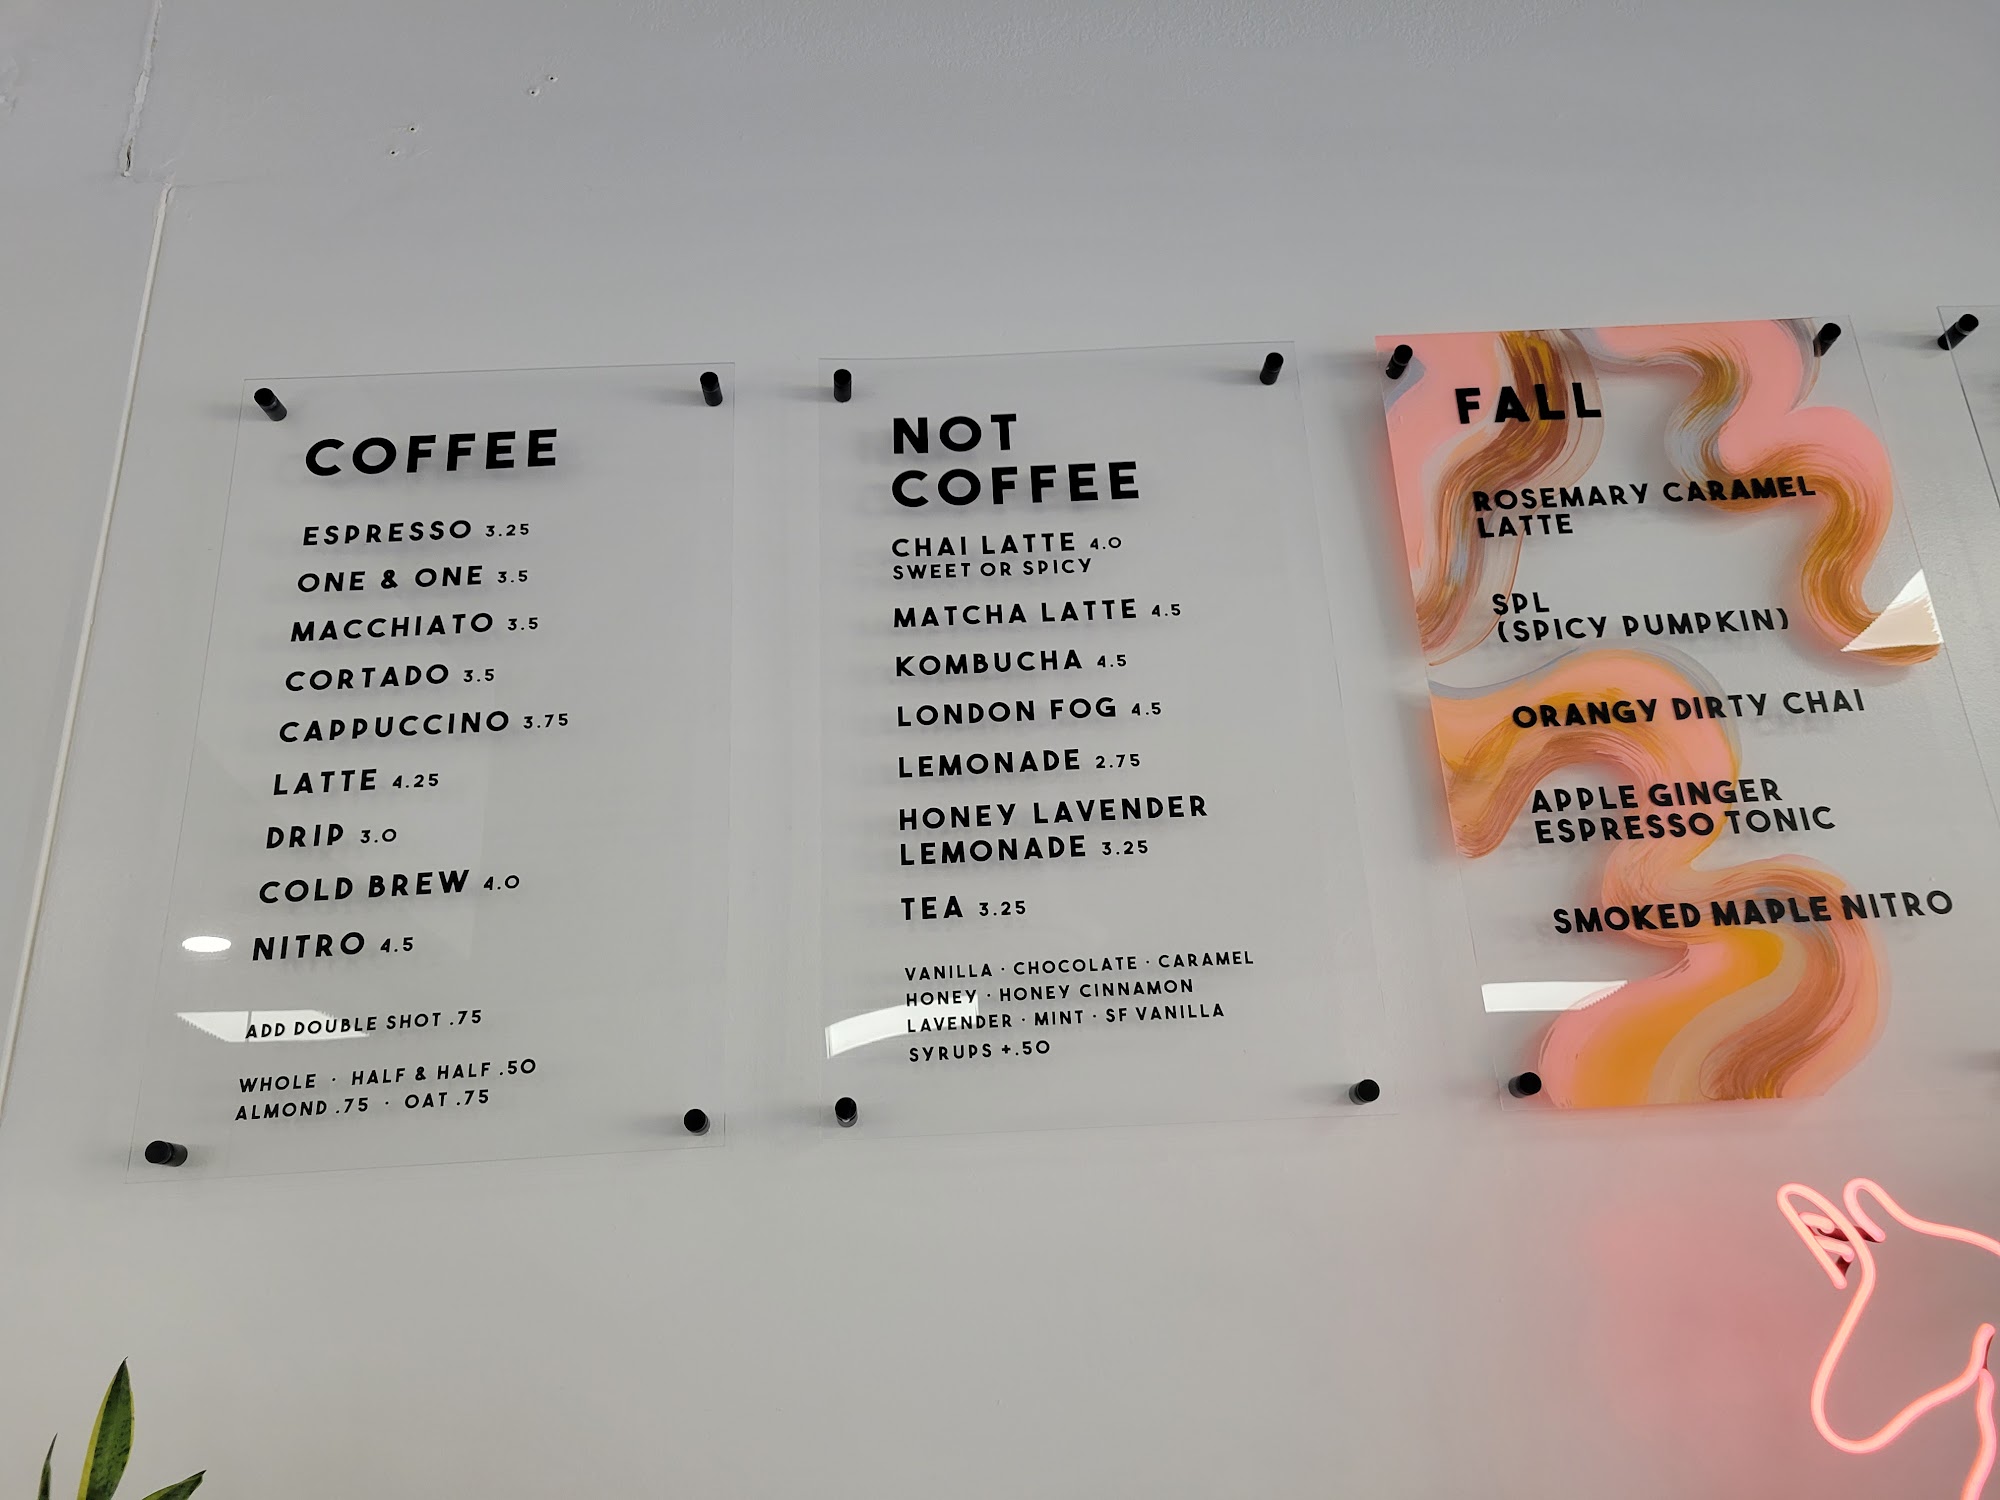 COFFEE
ESPRESSO 3.25
ONE & ONE 3.5
MACCHIATO 3.5
CORTADO 3.5
CAPPUCCINO 3.75
LATTE 4.25
DRIP 3.0
COLD BREW 4.0
NITRO 4.5
ADD DOUBLE SHOT .75
WHOLE · HALF & HALF .50
ALMOND .75 · OAT .75
NOT
COFFEE
CHAI LATTE 4.0
SWEET OR SPICY
MATCHA LATTE 4.5
KOMBUCHA 4.5
LONDON FOG 4.5
LEMONADE 2.75
HONEY LAVENDER
LEMONADE 3.25
TEA 3.25
VANILLA · CHOCOLATE · CARAMEL
HONEY · HONEY CINNAMON
LAVENDER · MINT · SF VANILLA
SYRUPS +.50
FALL
ROSEMARY CARAMEL
LATTE
SPL
(SPICY PUMPKIN)
ORANGY DIRTY CHAI
APPLE GINGER
ESPRESSO TONIC
SMOKED MAPLE NITRO